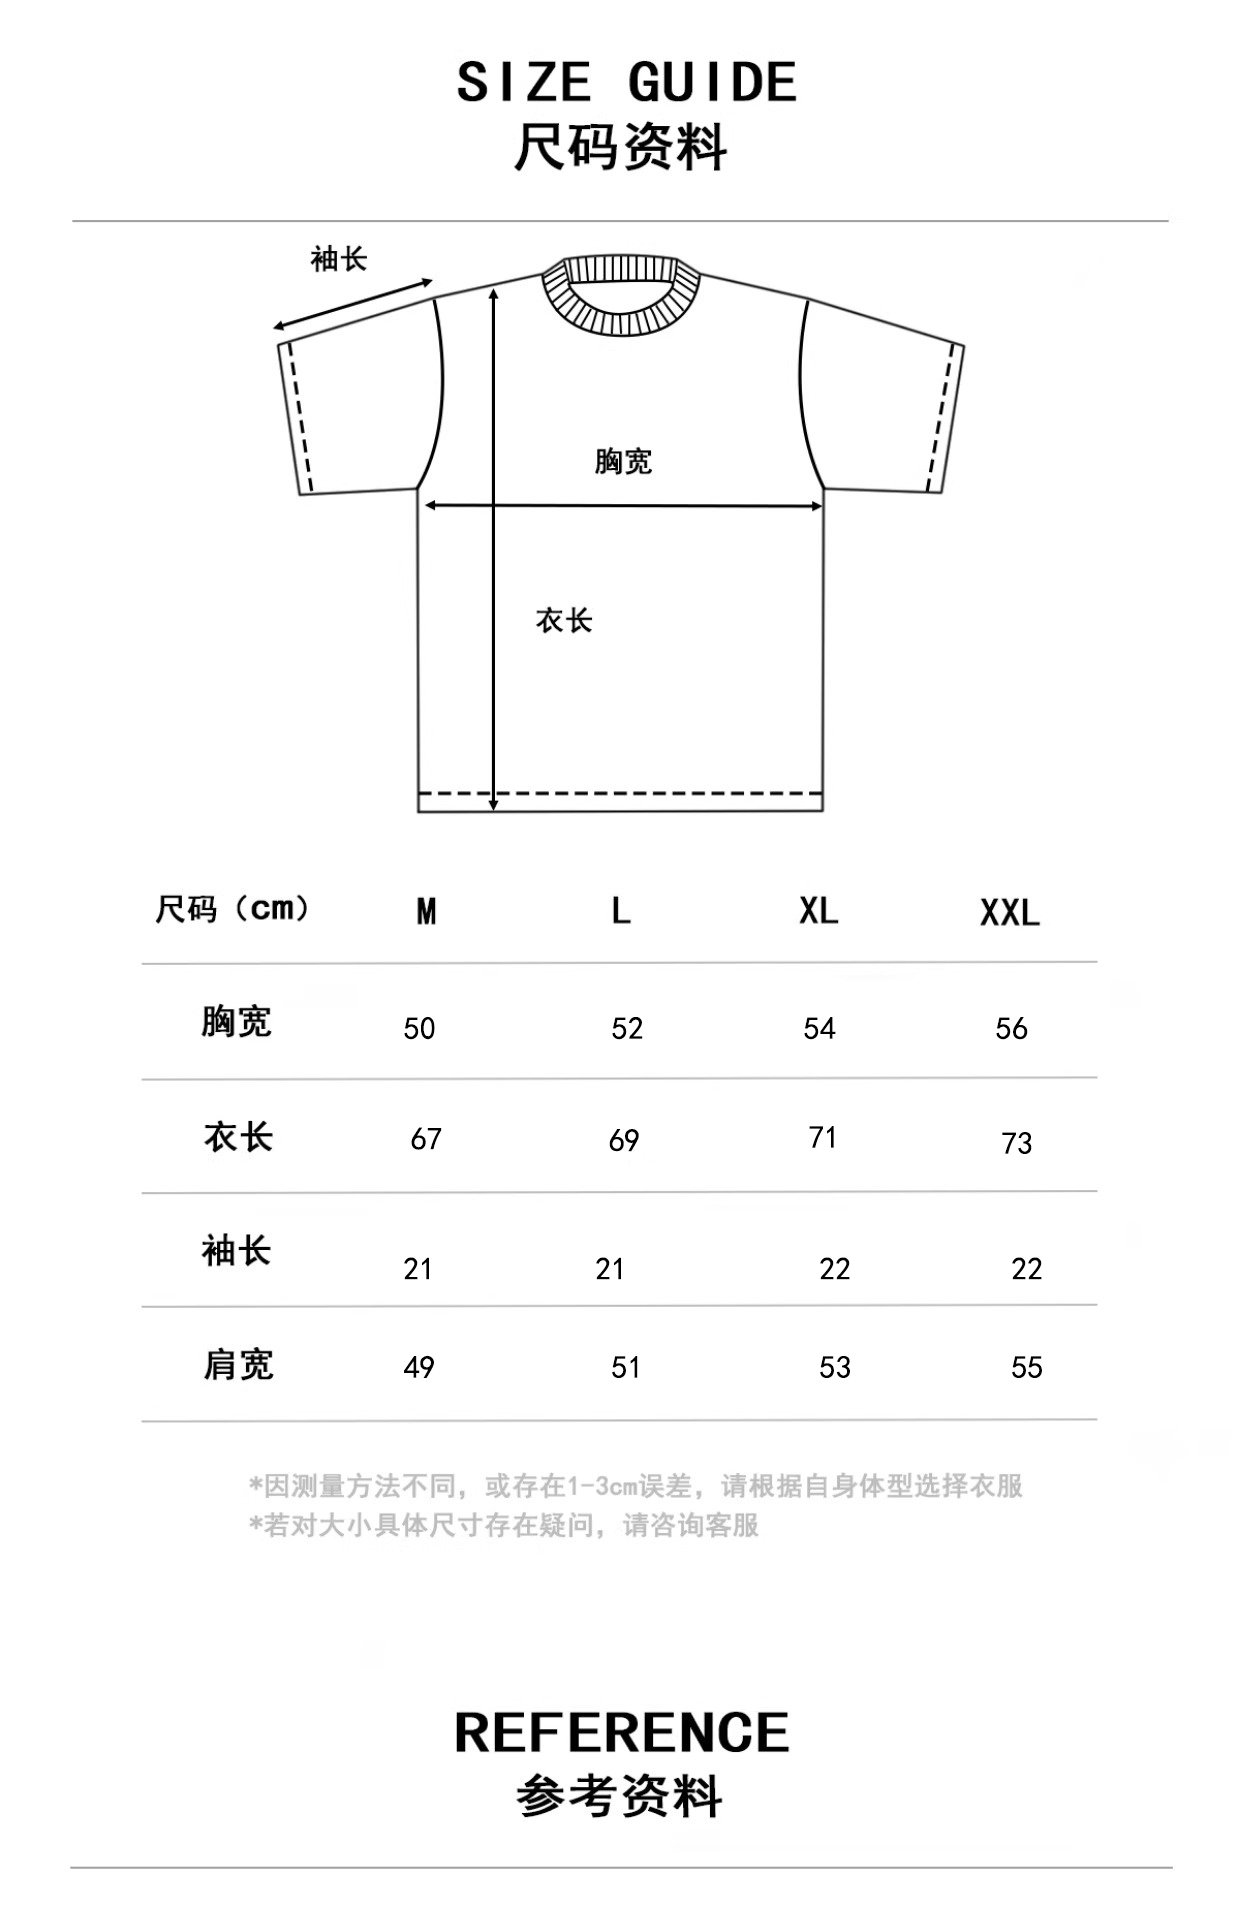 SIZE GUIDE
尺码资料
袖长
胸宽
衣长
尺码（cm） M L XL XXL
胸宽 50 52 54 56
衣长 67 69 71 73
袖长 21 21 22 22
肩宽 49 51 53 55
*因测量方法不同，或存在1-3cm误差，请根据自身体型选择衣服
*若对大小具体尺寸存在疑问，请咨询客服
REFERENCE
参考资料